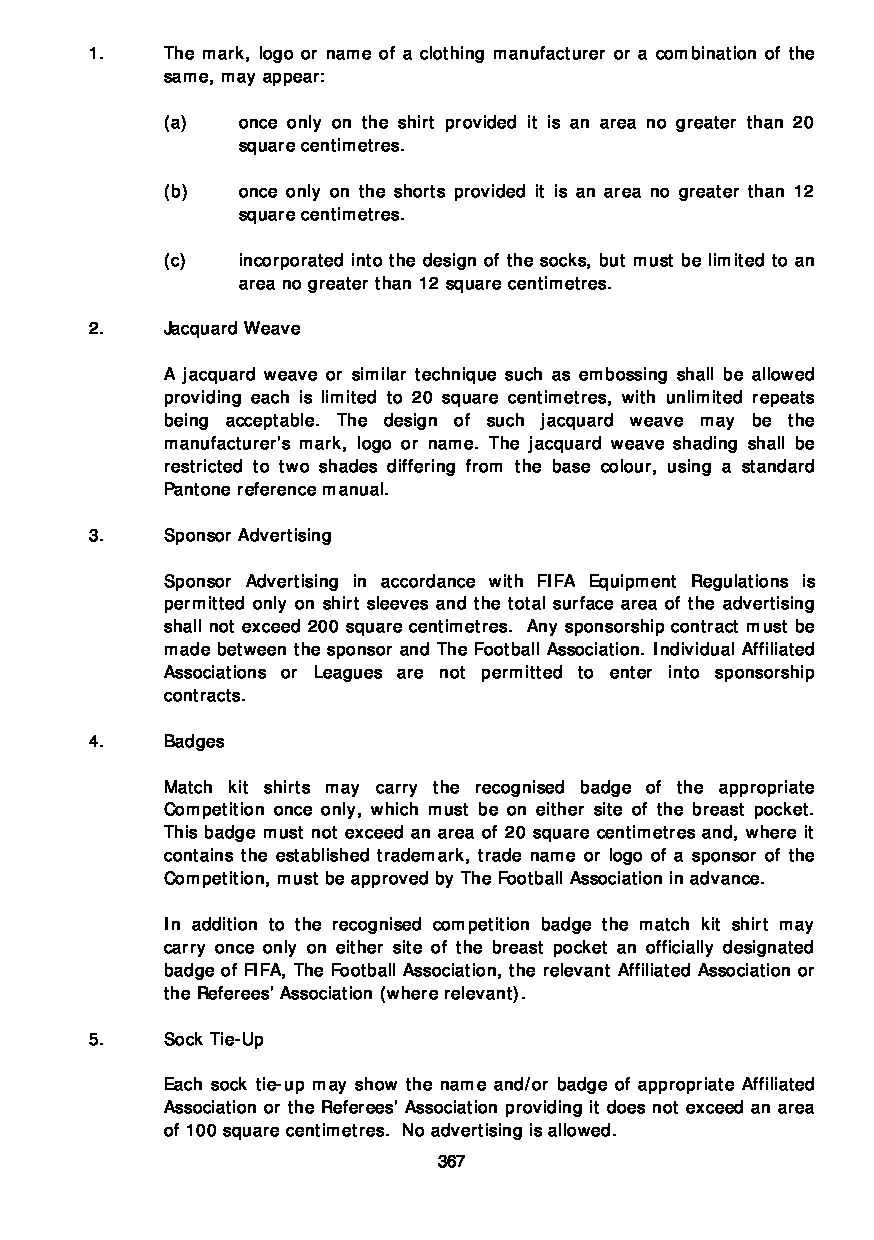 1. The mark, logo or name of a clothing manufacturer or a combination of the
same, may appear:
(a) once only on the shirt provided it is an area no greater than 20
square centimetres.
(b) once only on the shorts provided it is an area no greater than 12
square centimetres.
(c) incorporated into the design of the socks, but must be limited to an
area no greater than 12 square centimetres.
2. Jacquard Weave
A jacquard weave or similar technique such as embossing shall be allowed
providing each is limited to 20 square centimetres, with unlimited repeats
being acceptable. The design of such jacquard weave may be the
manufacturer's mark, logo or name. The jacquard weave shading shall be
restricted to two shades differing from the base colour, using a standard
Pantone reference manual.
3. Sponsor Advertising
Sponsor Advertising in accordance with FIFA Equipment Regulations is
permitted only on shirt sleeves and the total surface area of the advertising
shall not exceed 200 square centimetres. Any sponsorship contract must be
made between the sponsor and The Football Association. Individual Affiliated
Associations or Leagues are not permitted to enter into sponsorship
contracts.
4. Badges
Match kit shirts may carry the recognised badge of the appropriate
Competition once only, which must be on either site of the breast pocket.
This badge must not exceed an area of 20 square centimetres and, where it
contains the established trademark, trade name or logo of a sponsor of the
Competition, must be approved by The Football Association in advance.
In addition to the recognised competition badge the match kit shirt may
carry once only on either site of the breast pocket an officially designated
badge of FIFA, The Football Association, the relevant Affiliated Association or
the Referees' Association (where relevant).
5. Sock Tie-Up
Each sock tie-up may show the name and/or badge of appropriate Affiliated
Association or the Referees' Association providing it does not exceed an area
of 100 square centimetres. No advertising is allowed.
367